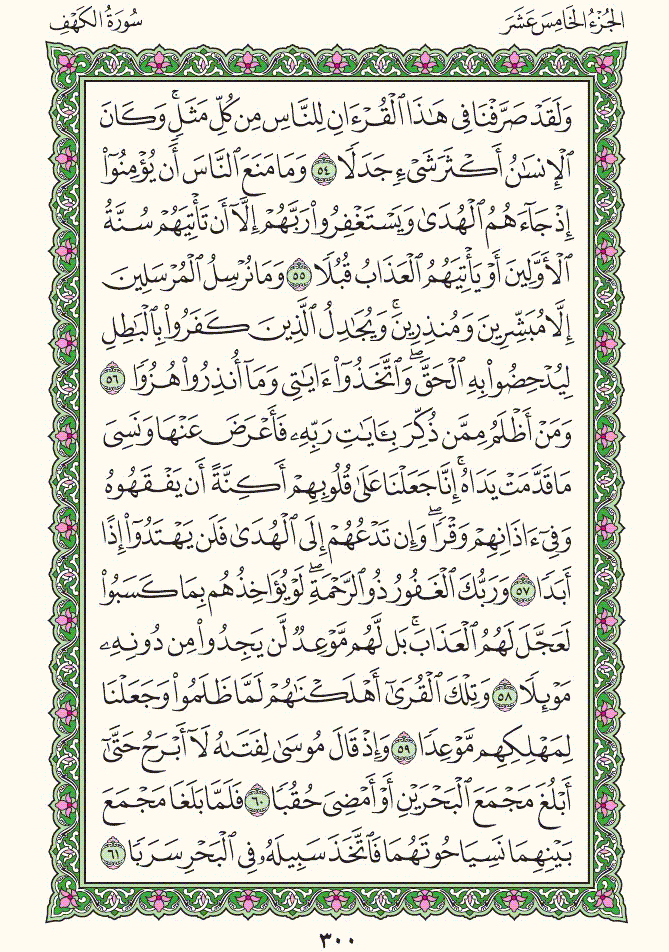 الجُزْءُ الخَامِسَ عَشَرَ
سُورَةُ الكَهْفِ
وَلَقَدْ صَرَّفْنَا فِى هَـٰذَا ٱلْقُرْءَانِ لِلنَّاسِ مِن كُلِّ مَثَلٍۚ وَكَانَ
ٱلْإِنسَـٰنُ أَكْثَرَ شَىْءٍ جَدَلًا ٥٤ وَمَا مَنَعَ ٱلنَّاسَ أَن يُؤْمِنُوٓا۟
إِذْ جَآءَهُمُ ٱلْهُدَىٰ وَيَسْتَغْفِرُوا۟ رَبَّهُمْ إِلَّآ أَن تَأْتِيَهُمْ سُنَّةُ
ٱلْأَوَّلِينَ أَوْ يَأْتِيَهُمُ ٱلْعَذَابُ قُبُلًا ٥٥ وَمَا نُرْسِلُ ٱلْمُرْسَلِينَ
إِلَّا مُبَشِّرِينَ وَمُنذِرِينَۚ وَيُجَـٰدِلُ ٱلَّذِينَ كَفَرُوا۟ بِٱلْبَـٰطِلِ
لِيُدْحِضُوا۟ بِهِ ٱلْحَقَّۖ وَٱتَّخَذُوٓا۟ ءَايَـٰتِى وَمَآ أُنذِرُوا۟ هُزُوًا ٥٦
وَمَنْ أَظْلَمُ مِمَّن ذُكِّرَ بِـَٔايَـٰتِ رَبِّهِۦ فَأَعْرَضَ عَنْهَا وَنَسِىَ
مَا قَدَّمَتْ يَدَاهُۚ إِنَّا جَعَلْنَا عَلَىٰ قُلُوبِهِمْ أَكِنَّةً أَن يَفْقَهُوهُ
وَفِىٓ ءَاذَانِهِمْ وَقْرًاۖ وَإِن تَدْعُهُمْ إِلَى ٱلْهُدَىٰ فَلَن يَهْتَدُوٓا۟ إِذًا
أَبَدًا ٥٧ وَرَبُّكَ ٱلْغَفُورُ ذُو ٱلرَّحْمَةِۖ لَوْ يُؤَاخِذُهُم بِمَا كَسَبُوا۟
لَعَجَّلَ لَهُمُ ٱلْعَذَابَۚ بَل لَّهُم مَّوْعِدٌ لَّن يَجِدُوا۟ مِن دُونِهِۦ
مَوْئِلًا ٥٨ وَتِلْكَ ٱلْقُرَىٰٓ أَهْلَكْنَـٰهُمْ لَمَّا ظَلَمُوا۟ وَجَعَلْنَا
لِمَهْلِكِهِم مَّوْعِدًا ٥٩ وَإِذْ قَالَ مُوسَىٰ لِفَتَىٰهُ لَآ أَبْرَحُ حَتَّىٰٓ
أَبْلُغَ مَجْمَعَ ٱلْبَحْرَيْنِ أَوْ أَمْضِىَ حُقُبًا ٦٠ فَلَمَّا بَلَغَا مَجْمَعَ
بَيْنِهِمَا نَسِيَا حُوتَهُمَا فَٱتَّخَذَ سَبِيلَهُۥ فِى ٱلْبَحْرِ سَرَبًا ٦١
٣٠٠